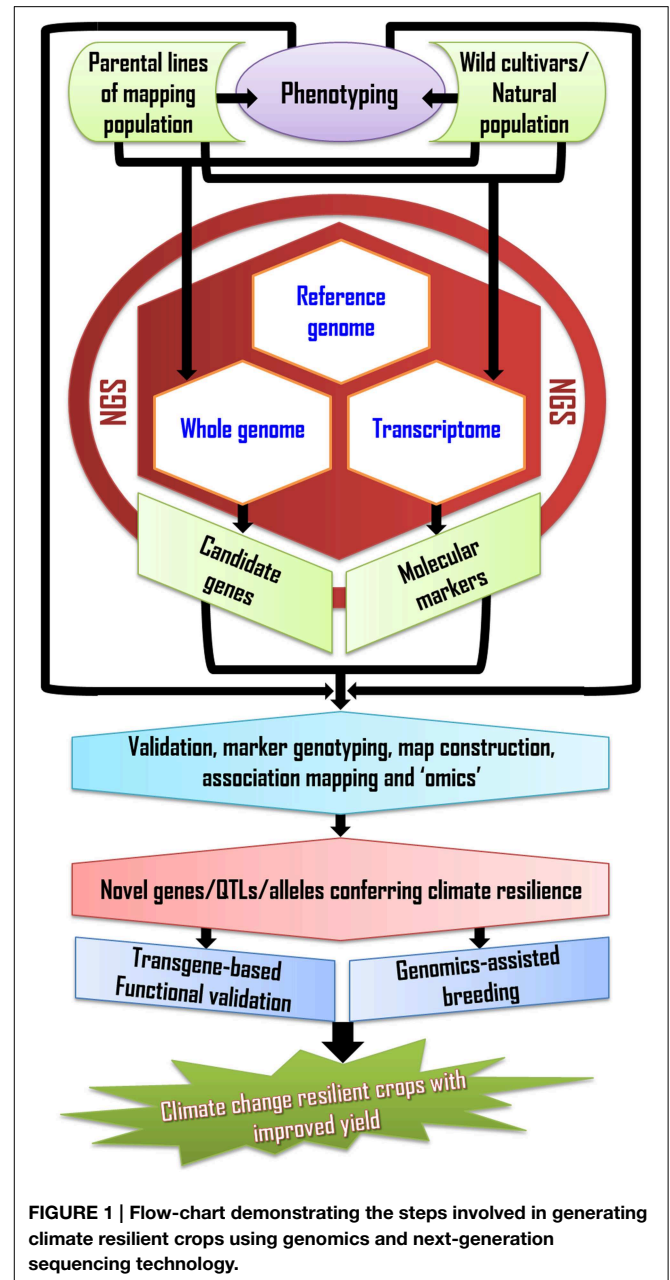 Parental lines
of mapping
population
Phenotyping
Wild cultivars/
Natural
population
NGS
Reference
genome
NGS
Whole genome
Transcriptome
Candidate
genes
Molecular
markers
Validation, marker genotyping, map construction,
association mapping and ‘omics’
Novel genes/QTLs/alleles conferring climate resilience
Transgene-based
Functional validation
Genomics-assisted
breeding
Climate change resilient crops with
improved yield
FIGURE 1 | Flow-chart demonstrating the steps involved in generating
climate resilient crops using genomics and next-generation
sequencing technology.